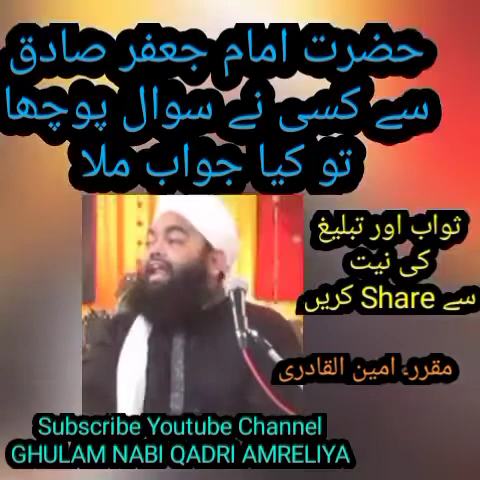 حضرت امام جعفر صادق
سے کسی نے سوال پوچھا
تو کیا جواب ملا
ثواب اور تبلیغ
کی نیت
سے Share کریں
مقرر۔ امین القادری
Subscribe Youtube Channel
GHULAM NABI QADRI AMRELIYA